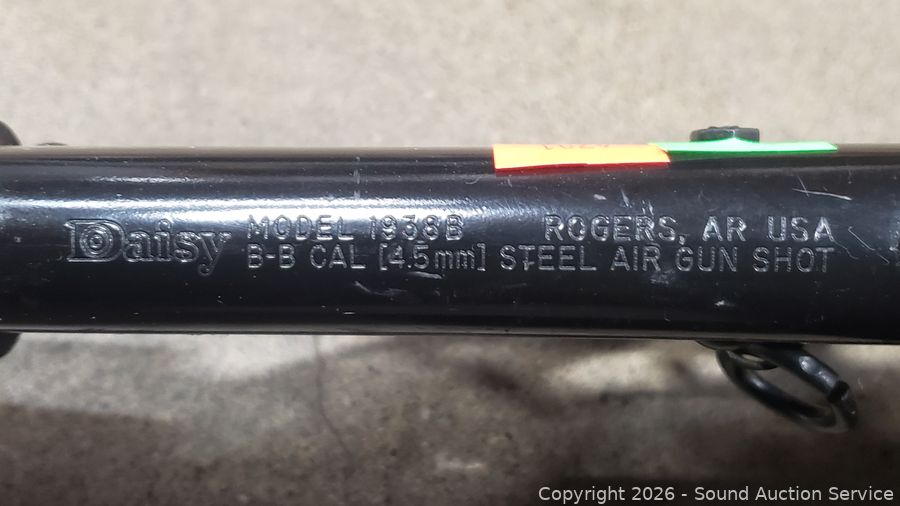 Daisy MODEL 1938B ROGERS, AR USA
B-B CAL [4.5mm] STEEL AIR GUN SHOT
Copyright © 2026 - Sound Auction Service